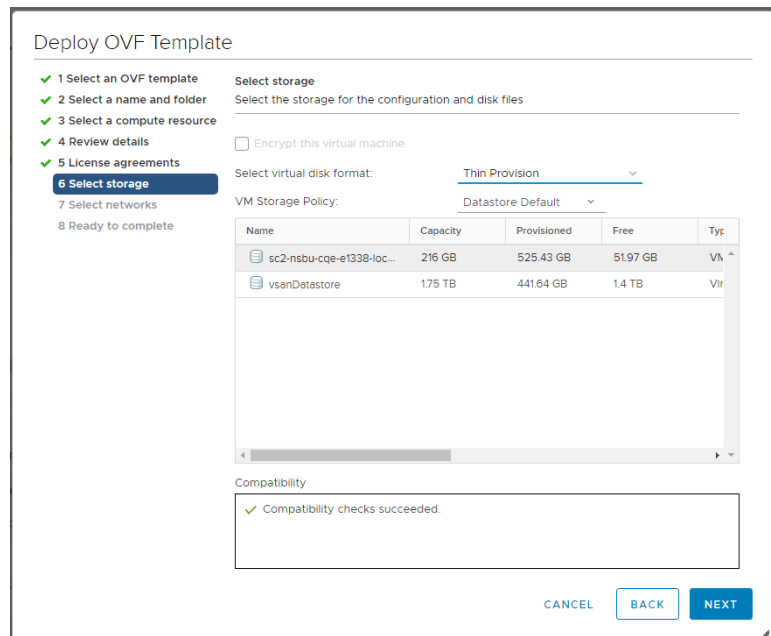 Deploy OVF Template
1 Select an OVF template
2 Select a name and folder
3 Select a compute resource
4 Review details
5 License agreements
6 Select storage
7 Select networks
8 Ready to complete
Select storage
Select the storage for the configuration and disk files
Encrypt this virtual machine
Select virtual disk format: Thin Provision
VM Storage Policy: Datastore Default
Name Capacity Provisioned Free Typ
sc2-nsbu-cqe-e1338-loc... 216 GB 525.43 GB 51.97 GB VM
vsanDatastore 1.75 TB 441.64 GB 1.4 TB Vir
Compatibility
Compatibility checks succeeded.
CANCEL BACK NEXT